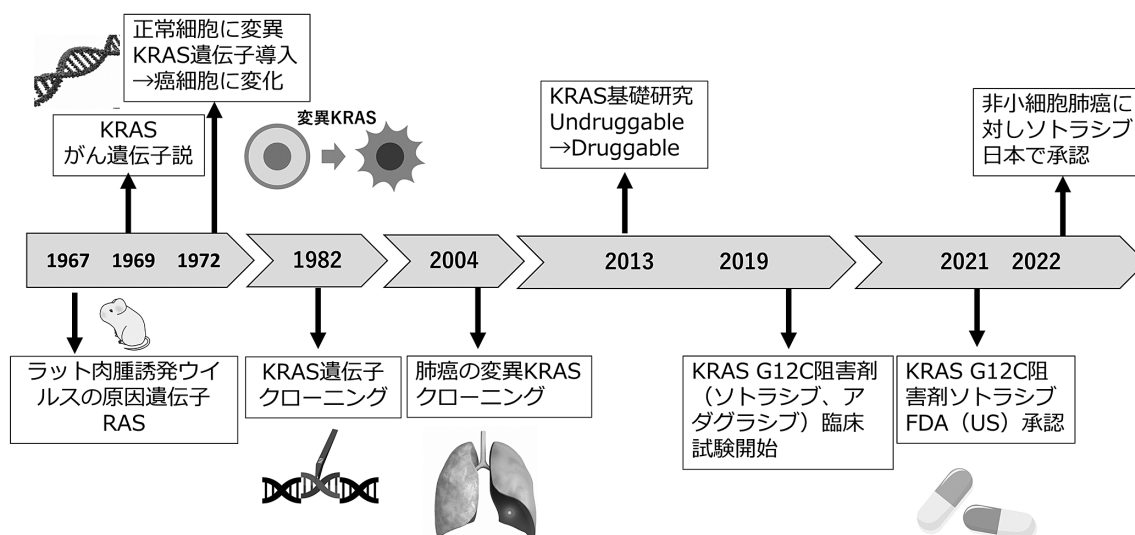 正常細胞に変異
KRAS遺伝子導入
→癌細胞に変化
KRAS
がん遺伝子説
変異KRAS
KRAS基礎研究
Undruggable
→Druggable
非小細胞肺癌に
対しソトラシブ
日本で承認
1967 1969 1972 1982 2004 2013 2019 2021 2022
ラット肉腫誘発ウイ
ルスの原因遺伝子
RAS
KRAS遺伝子
クローニング
肺癌の変異KRAS
クローニング
KRAS G12C阻害剤
（ソトラシブ、ア
ダグラシブ）臨床
試験開始
KRAS G12C阻
害剤ソトラシブ
FDA（US）承認